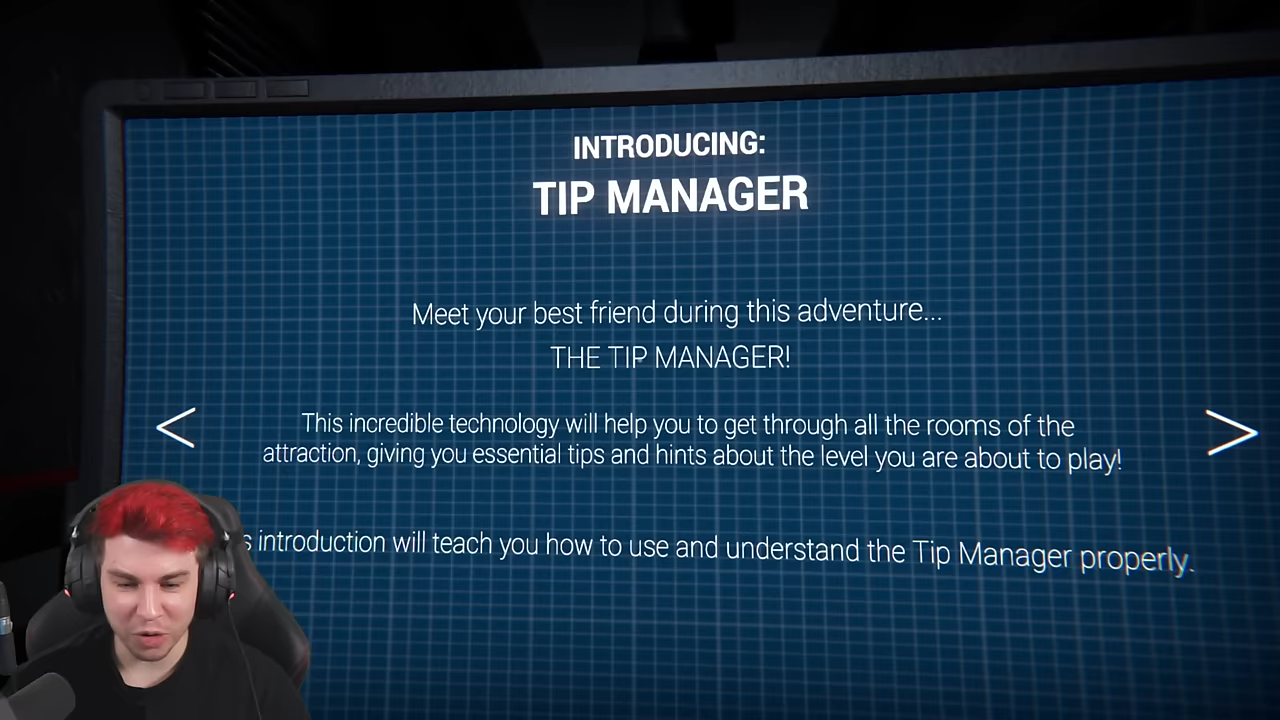 INTRODUCING:
TIP MANAGER
Meet your best friend during this adventure...
THE TIP MANAGER!
This incredible technology will help you to get through all the rooms of the
attraction, giving you essential tips and hints about the level you are about to play!
introduction will teach you how to use and understand the Tip Manager properly.